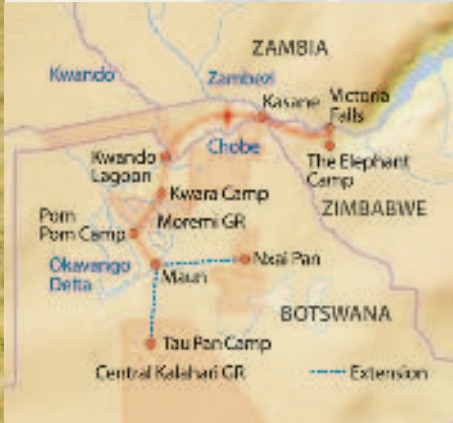 ZAMBIA
Kwando
Zambezi
Kasane
Victoria
Falls
Chobe
Kwando
Lagoon
The Elephant
Camp
Kwara Camp
ZIMBABWE
Moremi GR
Pom
Pom Camp
Nxai Pan
Okavango
Delta
Maun
BOTSWANA
Tau Pan Camp
Central Kalahari GR
Extension